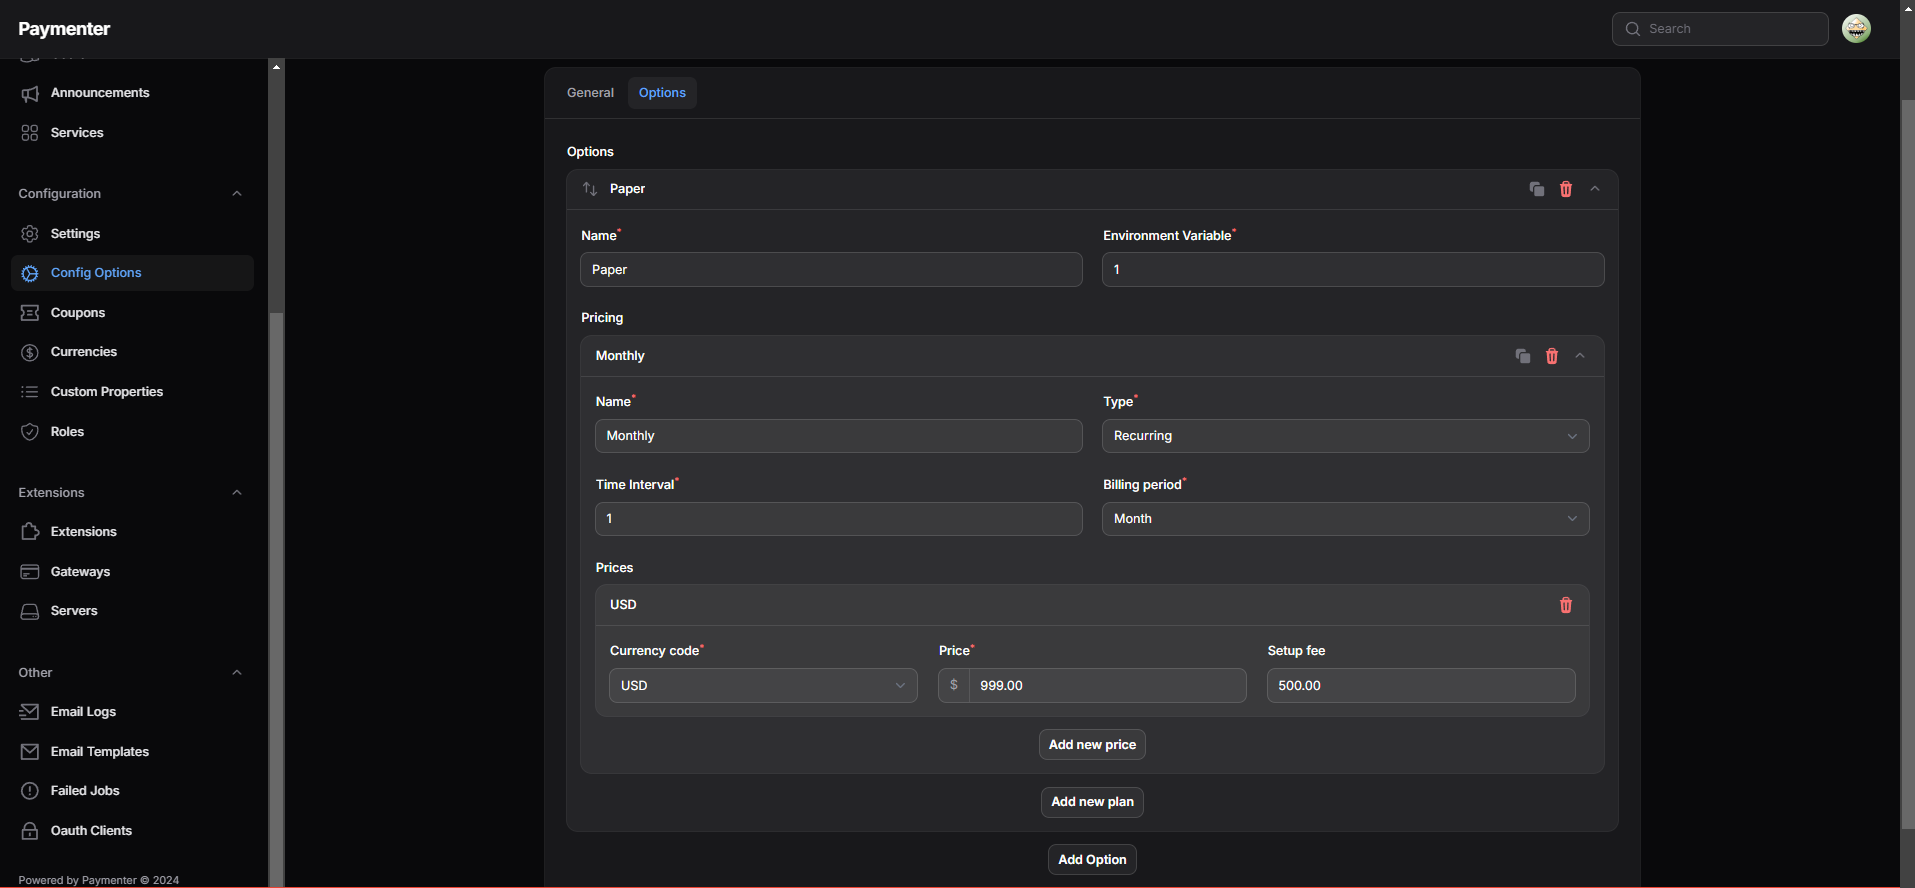 Paymenter
Search
Announcements
Services
Configuration
Settings
Config Options
Coupons
Currencies
Custom Properties
Roles
Extensions
Extensions
Gateways
Servers
Other
Email Logs
Email Templates
Failed Jobs
Oauth Clients
Powered by Paymenter © 2024
General Options
Options
Paper
Name* Environment Variable*
Paper 1
Pricing
Monthly
Name* Type*
Monthly Recurring
Time Interval* Billing period*
1 Month
Prices
USD
Currency code* Price* Setup fee
USD $ 999.00 500.00
Add new price
Add new plan
Add Option